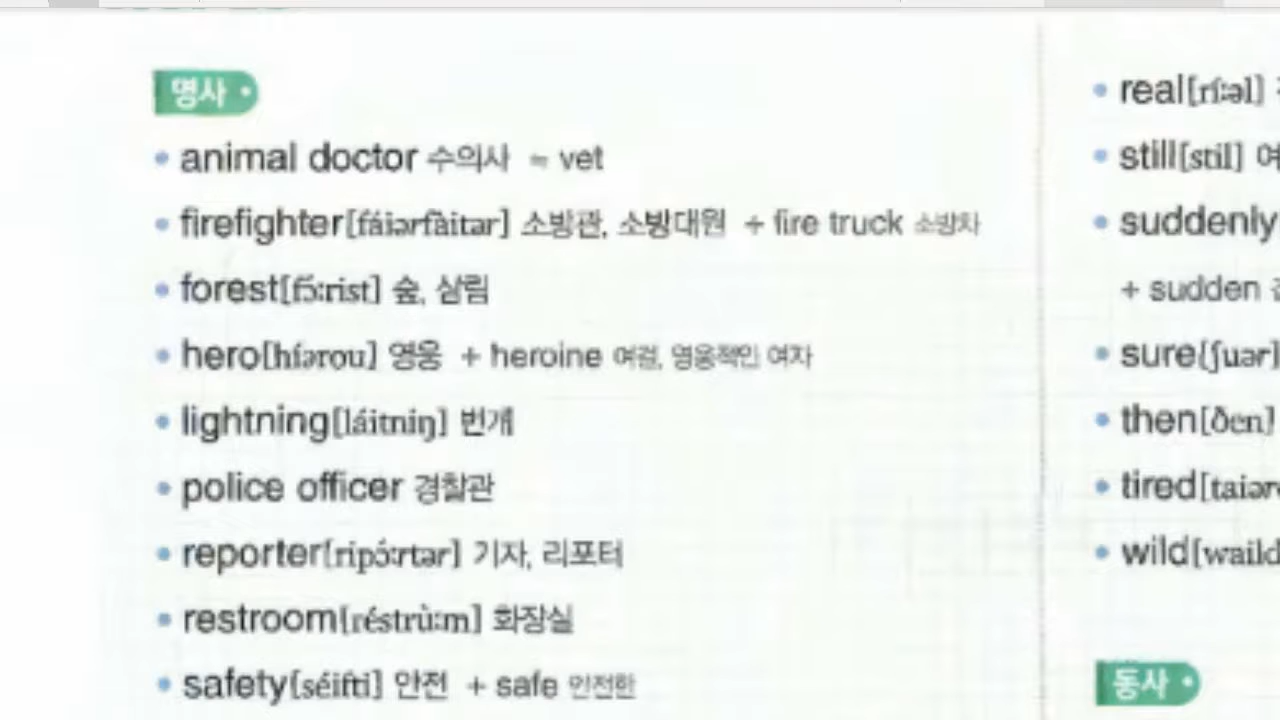 명사
animal doctor 수의사 = vet
firefighter[fáiərfàitər] 소방관, 소방대원 + fire truck 소방차
forest[fɔ́:rist] 숲, 삼림
hero[híərou] 영웅 + heroine 여걸, 영웅적인 여자
lightning[láitniŋ] 번개
police officer 경찰관
reporter[ripɔ́:rtər] 기자, 리포터
restroom[réstrù:m] 화장실
safety[séifti] 안전 + safe 안전한
real[rí:əl]
still[stil]
suddenly
+ sudden
sure[ʃuər]
then[ðen]
tired[taiər
wild[waild
동사